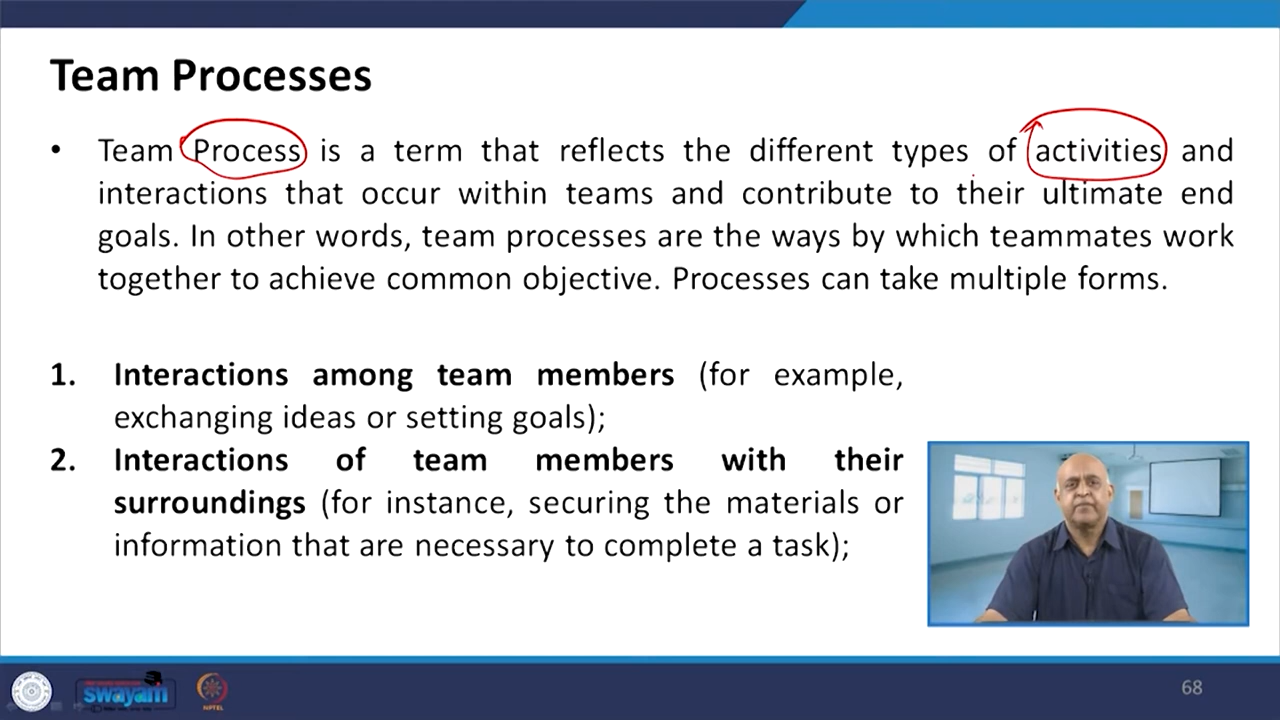 Team Processes
• Team Process is a term that reflects the different types of activities and
interactions that occur within teams and contribute to their ultimate end
goals. In other words, team processes are the ways by which teammates work
together to achieve common objective. Processes can take multiple forms.
1. Interactions among team members (for example,
exchanging ideas or setting goals);
2. Interactions of team members with their
surroundings (for instance, securing the materials or
information that are necessary to complete a task);
swayam
NPTEL
68